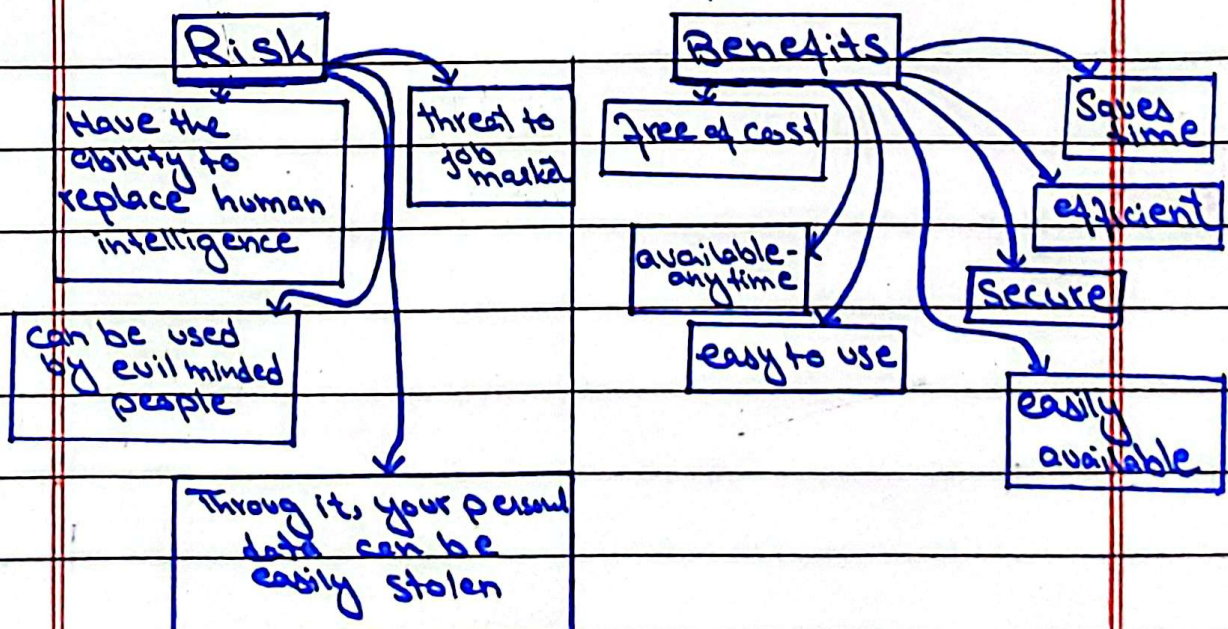 Risk
Have the
ability to
replace human
intelligence
threat to
job
market
can be used
by evil minded
people
Throug it, your personal
data can be
easily stolen
Benefits
free of cost
available-
anytime
easy to use
Saves
time
efficient
secure
easily
available